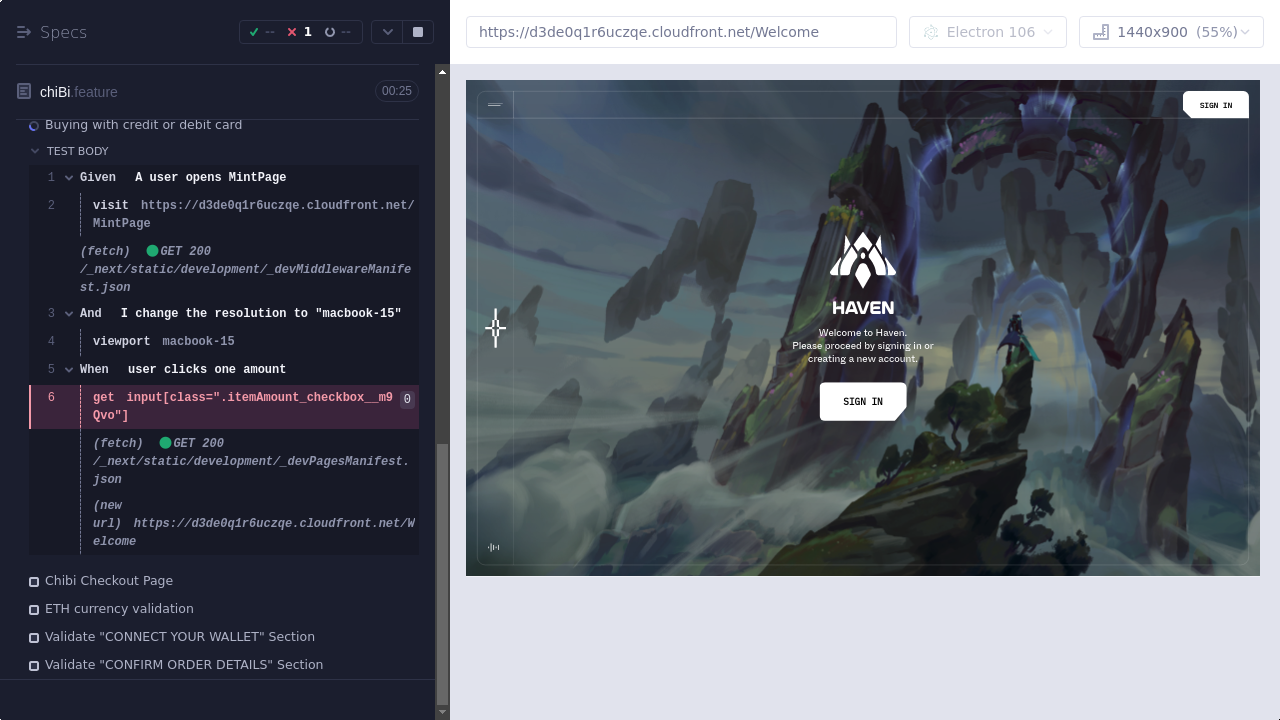 Specs
-- 1 --
chiBi.feature
00:25
Buying with credit or debit card
TEST BODY
1 Given A user opens MintPage
2 visit https://d3de0q1r6uczqe.cloudfront.net/
MintPage
(fetch) GET 200
/_next/static/development/_devMiddlewareManife
st.json
3 And I change the resolution to "macbook-15"
4 viewport macbook-15
5 When user clicks one amount
6 get input[class=".itemAmount_checkbox__m9 0
Qvo"]
(fetch) GET 200
/_next/static/development/_devPagesManifest.
json
(new
url) https://d3de0q1r6uczqe.cloudfront.net/W
elcome
Chibi Checkout Page
ETH currency validation
Validate "CONNECT YOUR WALLET" Section
Validate "CONFIRM ORDER DETAILS" Section
https://d3de0q1r6uczqe.cloudfront.net/Welcome
Electron 106
1440x900 (55%)
SIGN IN
HAVEN
Welcome to Haven.
Please proceed by signing in or
creating a new account.
SIGN IN